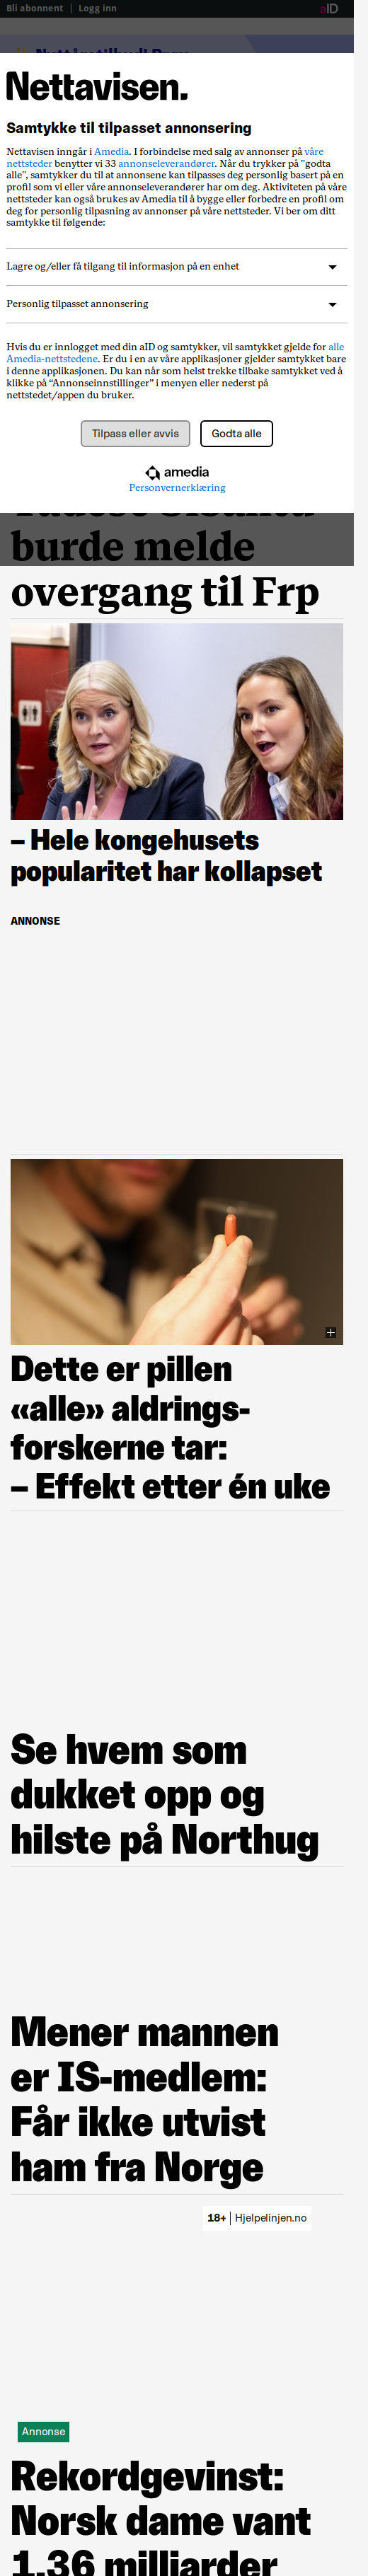 Bli abonnent | Logg inn aID
Nettavisen.
Samtykke til tilpasset annonsering
Nettavisen inngår i Amedia. I forbindelse med salg av annonser på våre
nettsteder benytter vi 33 annonseleverandører. Når du trykker på "godta
alle", samtykker du til at annonsene kan tilpasses deg personlig basert på en
profil som vi eller våre annonseleverandører har om deg. Aktiviteten på våre
nettsteder kan også brukes av Amedia til å bygge eller forbedre en profil om
deg for personlig tilpasning av annonser på våre nettsteder. Vi ber om ditt
samtykke til følgende:
Lagre og/eller få tilgang til informasjon på en enhet
Personlig tilpasset annonsering
Hvis du er innlogget med din aID og samtykker, vil samtykket gjelde for alle
Amedia-nettstedene. Er du i en av våre applikasjoner gjelder samtykket bare
i denne applikasjonen. Du kan når som helst trekke tilbake samtykket ved å
klikke på “Annonseinnstillinger” i menyen eller nederst på
nettstedet/appen du bruker.
Tilpass eller avvis Godta alle
amedia
Personvernerklæring
burde melde
overgang til Frp
– Hele kongehusets
popularitet har kollapset
ANNONSE
Dette er pillen
«alle» aldrings-
forskerne tar:
– Effekt etter én uke
Se hvem som
dukket opp og
hilste på Northug
Mener mannen
er IS-medlem:
Får ikke utvist
ham fra Norge
18+ | Hjelpelinjen.no
Annonse
Rekordgevinst:
Norsk dame vant
1,36 milliarder